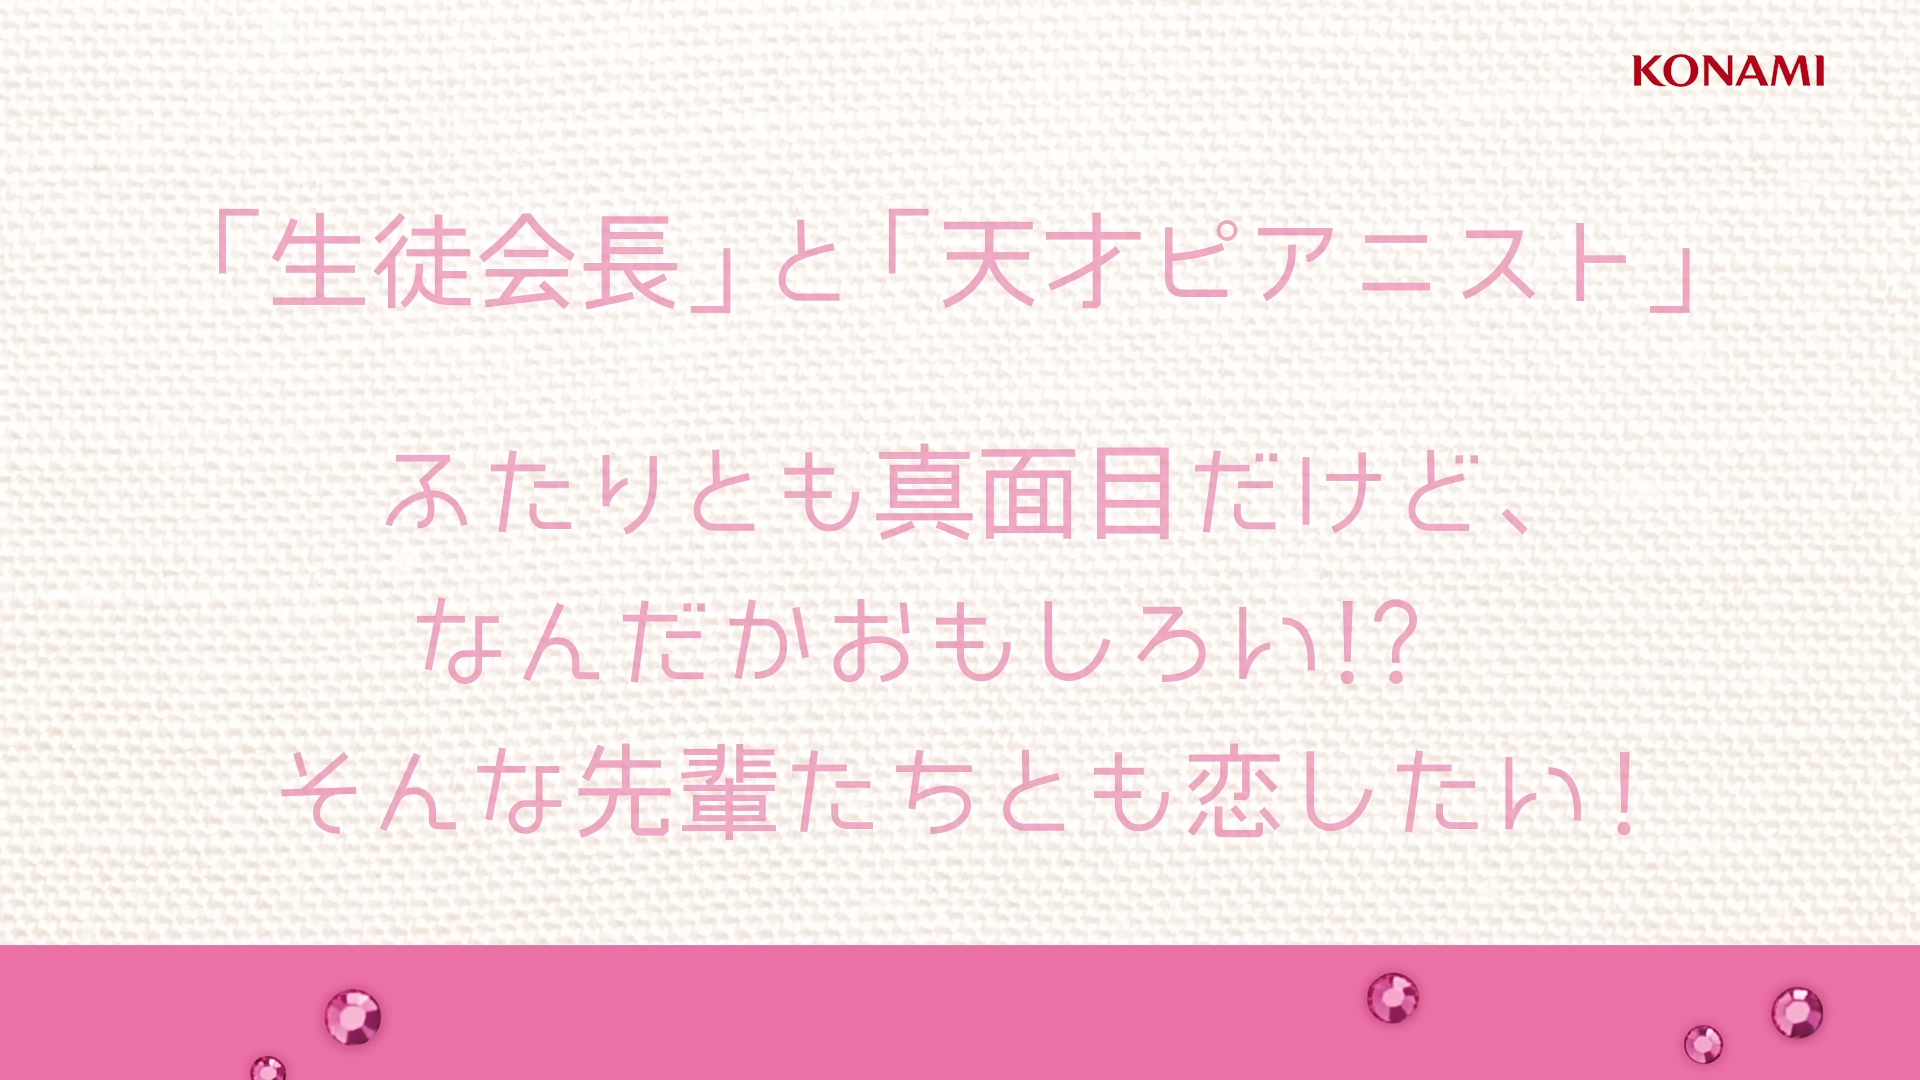 KONAMI
「生徒会長」と「天才ピアニスト」
ふたりとも真面目だけど、
なんだかおもしろい!?
そんな先輩たちとも恋したい!